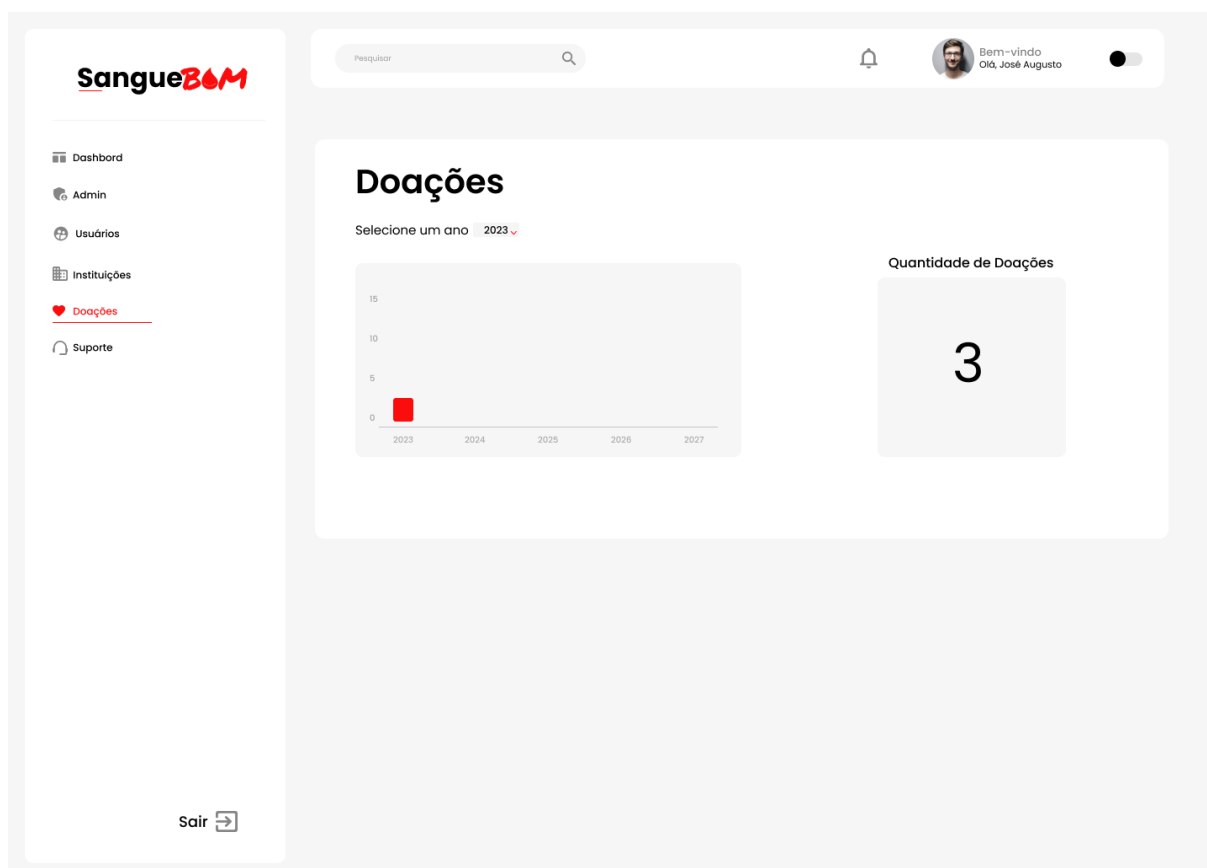 SangueBOM
Dashbord
Admin
Usuários
Instituições
Doações
Suporte
Sair
Pesquisar
Bem-vindo
Olá, José Augusto
Doações
Selecione um ano 2023
15
10
5
0
2023 2024 2025 2026 2027
Quantidade de Doações
3